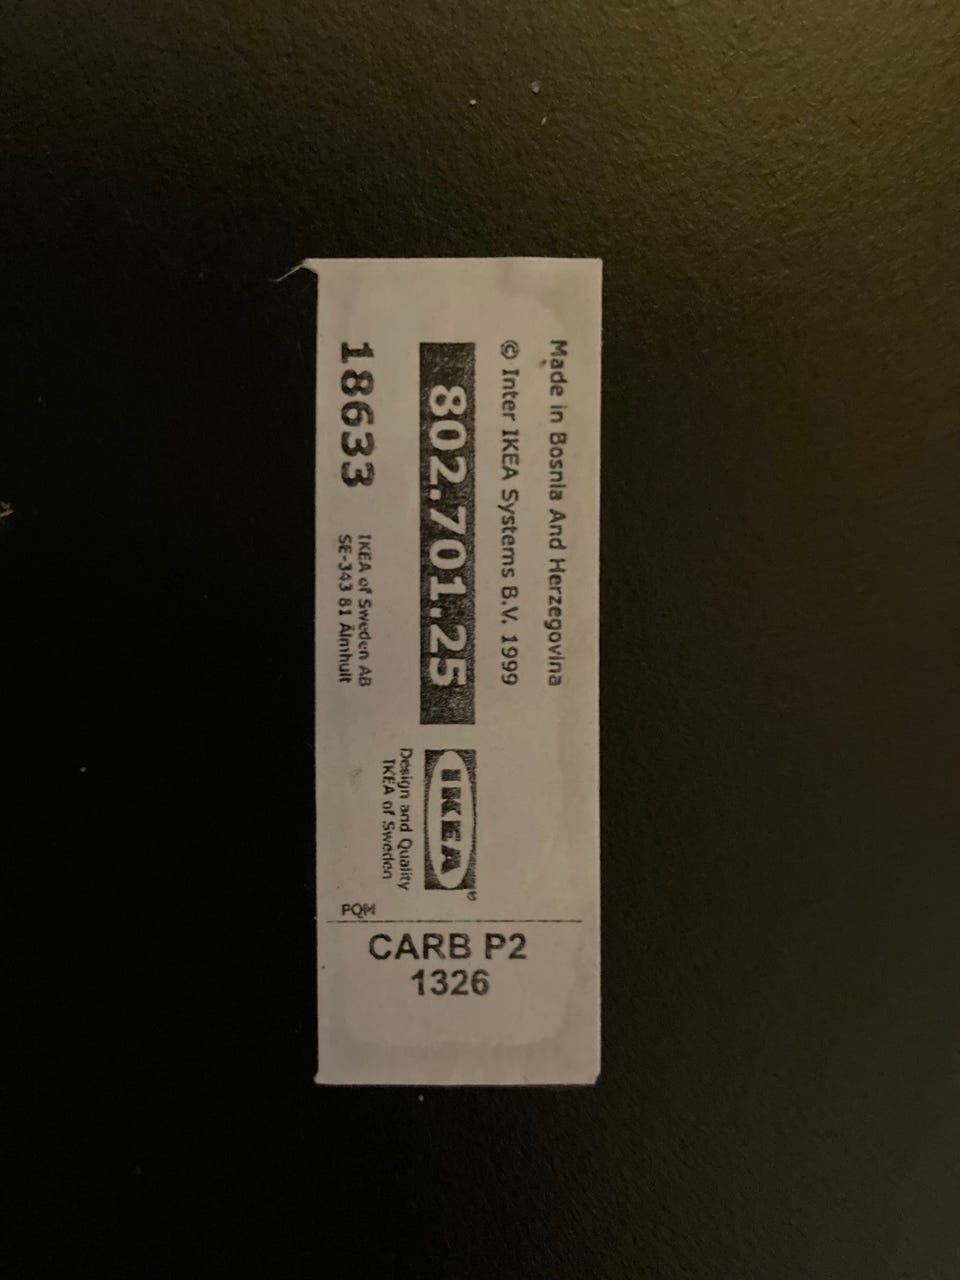 Made in Bosnia And Herzegovina
© Inter IKEA Systems B.V. 1999
802.701.25
IKEA®
Design and Quality
IKEA of Sweden
18633
IKEA of Sweden AB
SE-343 81 Älmhult
PQM
CARB P2
1326